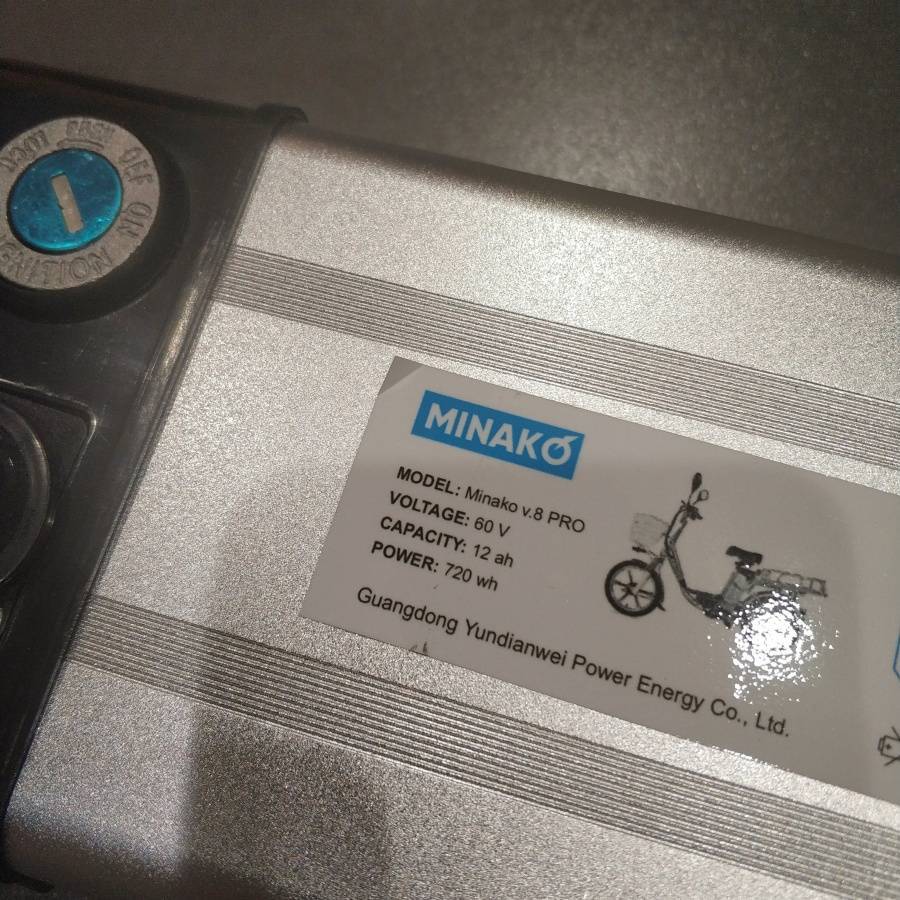 LOCK PUSH OFF
ON
IGNITION
MINAKO
MODEL: Minako v.8 PRO
VOLTAGE: 60 V
CAPACITY: 12 ah
POWER: 720 wh
Guangdong Yundianwei Power Energy Co., Ltd.